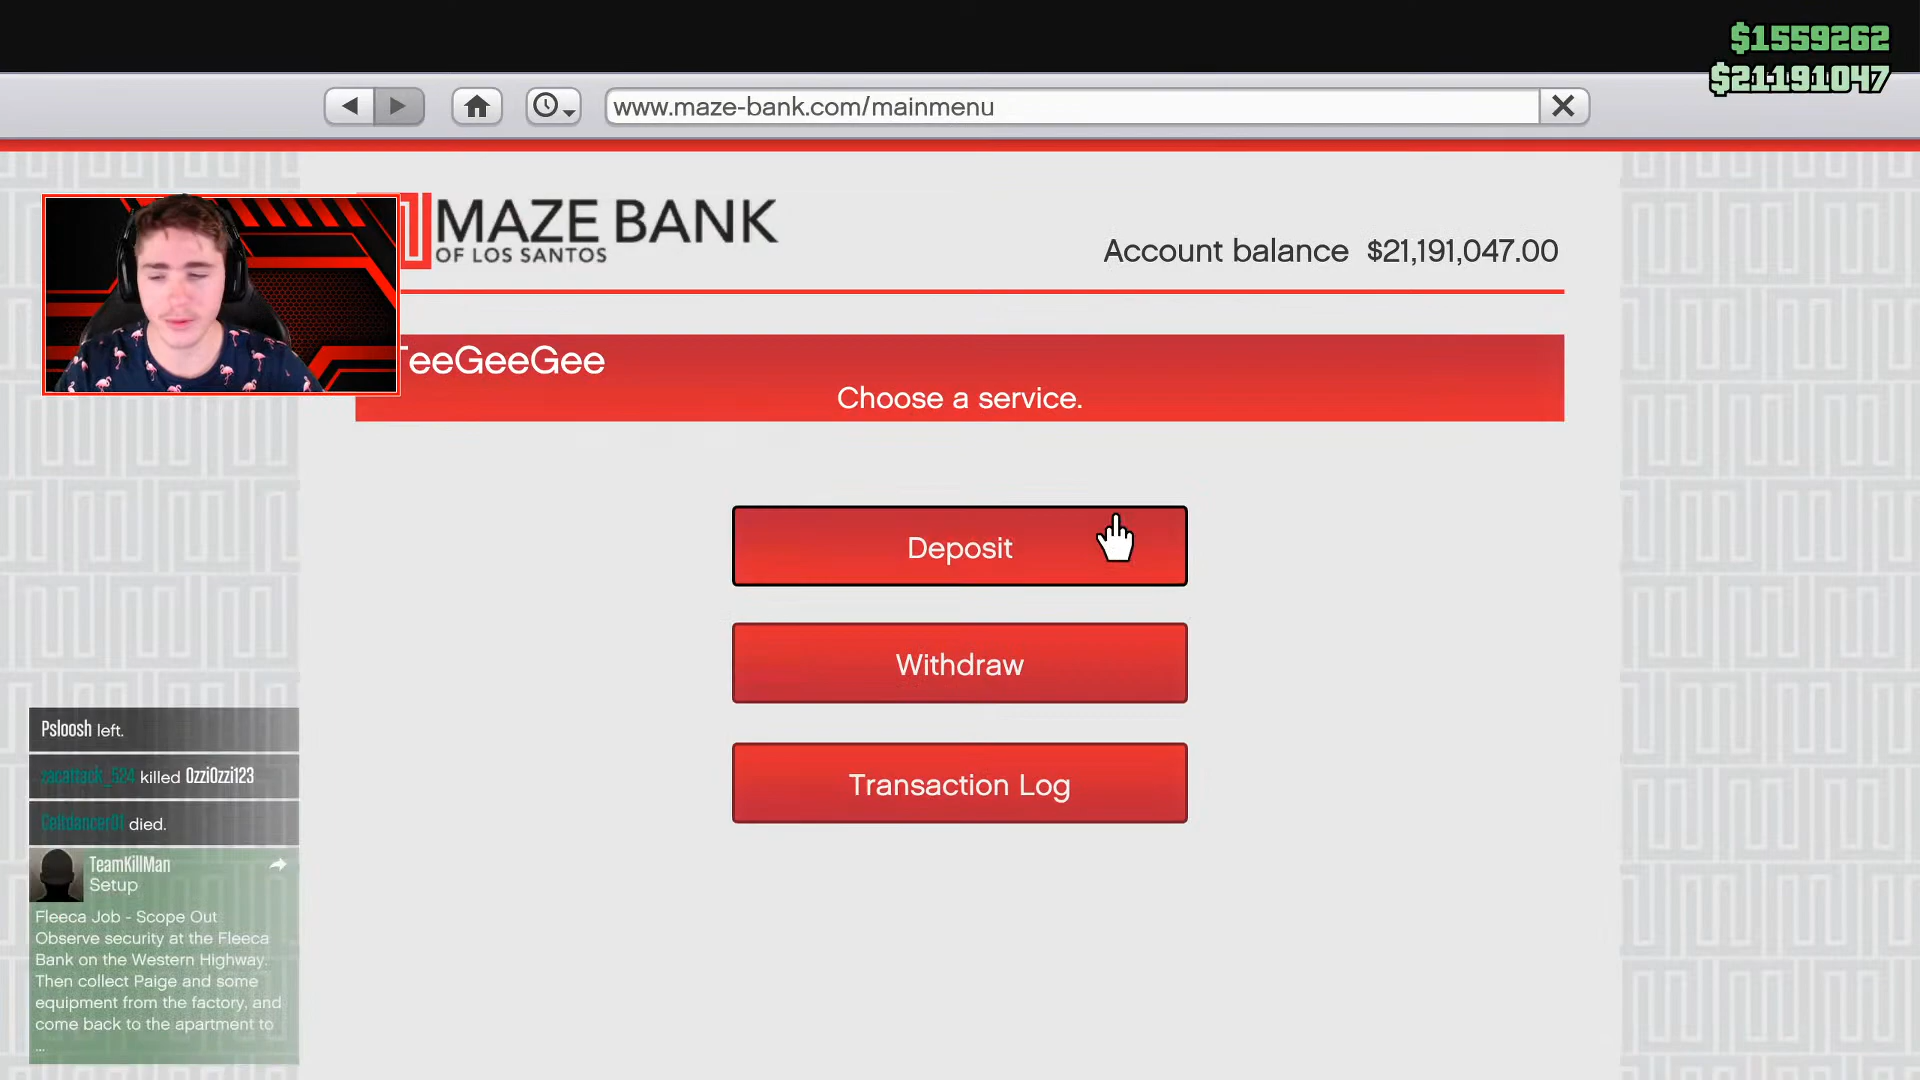 $1559262
$21191047
www.maze-bank.com/mainmenu
MAZE BANK
OF LOS SANTOS
Account balance $21,191,047.00
TeeGeeGee
Choose a service.
Deposit
Withdraw
Transaction Log
Psloosh left.
zacattack_524 killed OzziOzzi123
Celtdancer01 died.
TeamKillMan
Setup
Fleeca Job - Scope Out
Observe security at the Fleeca
Bank on the Western Highway.
Then collect Paige and some
equipment from the factory, and
come back to the apartment to
...